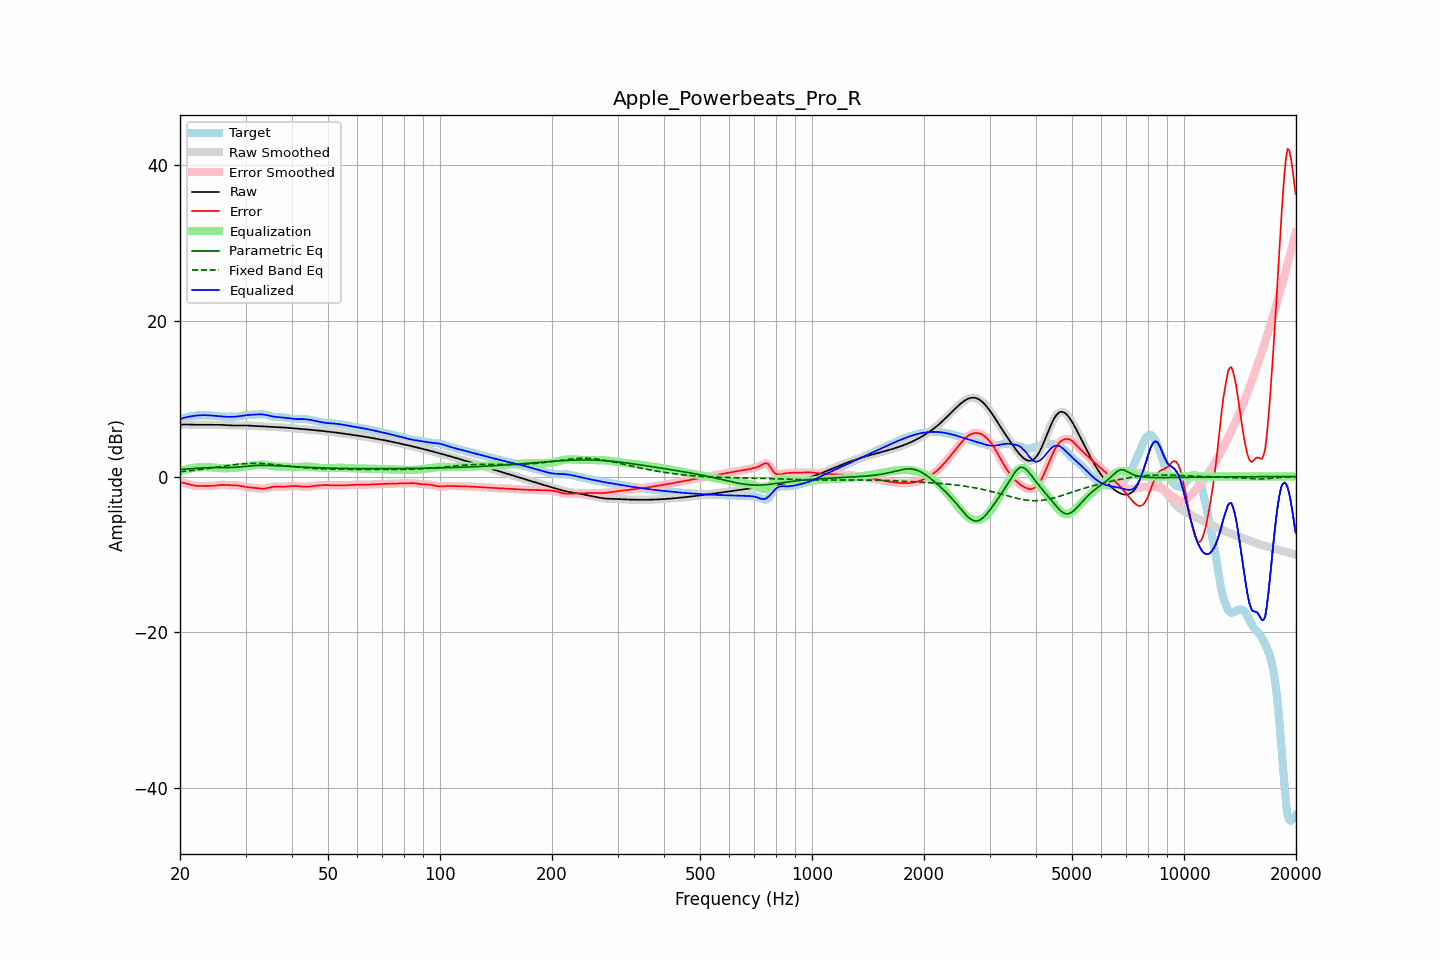 Apple_Powerbeats_Pro_R
Target
Raw Smoothed
Error Smoothed
Raw
Error
Equalization
Parametric Eq
Fixed Band Eq
Equalized
40
20
0
−20
−40
Amplitude (dBr)
20
50
100
200
500
1000
2000
5000
10000
20000
Frequency (Hz)